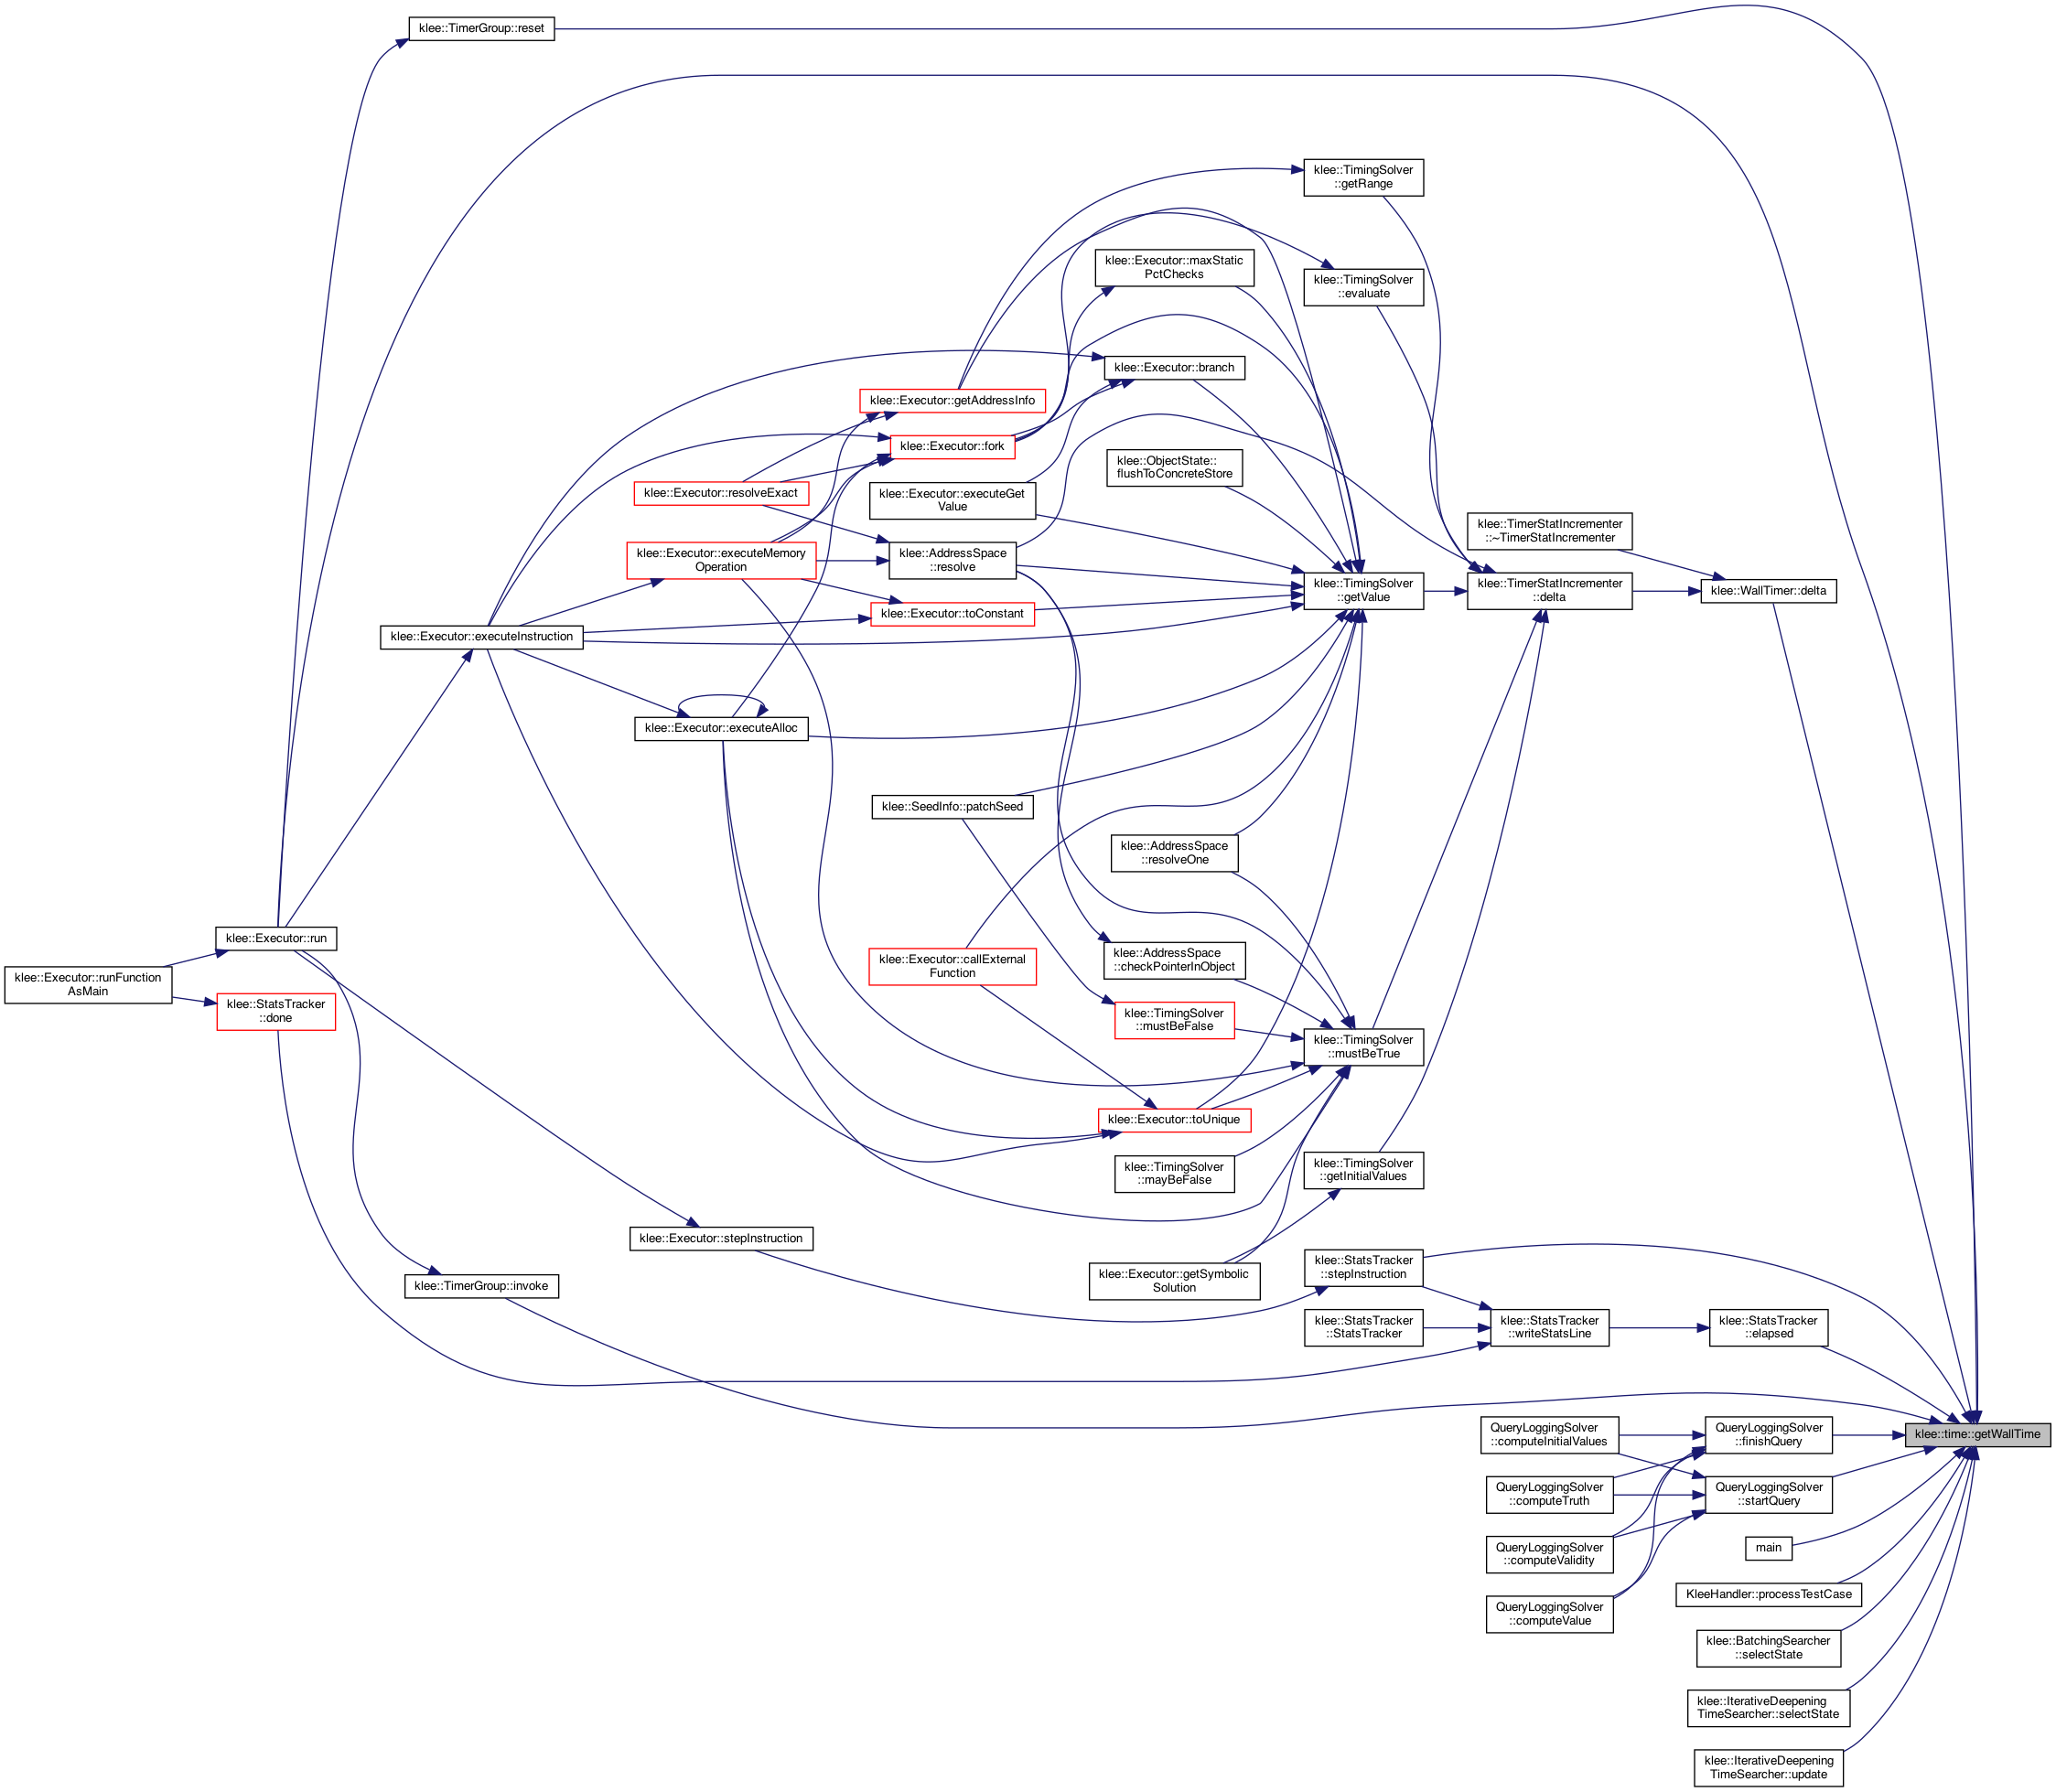 klee::TimerGroup::reset
klee::TimingSolver
::getRange
klee::Executor::maxStatic
PctChecks
klee::TimingSolver
::evaluate
klee::Executor::branch
klee::Executor::getAddressInfo
klee::Executor::fork
klee::ObjectState::
flushToConcreteStore
klee::Executor::resolveExact
klee::Executor::executeGet
Value
klee::TimerStatIncrementer
::~TimerStatIncrementer
klee::Executor::executeMemory
Operation
klee::AddressSpace
::resolve
klee::TimingSolver
::getValue
klee::TimerStatIncrementer
::delta
klee::WallTimer::delta
klee::Executor::toConstant
klee::Executor::executeInstruction
klee::Executor::executeAlloc
klee::SeedInfo::patchSeed
klee::AddressSpace
::resolveOne
klee::Executor::run
klee::Executor::runFunction
AsMain
klee::StatsTracker
::done
klee::Executor::callExternal
Function
klee::AddressSpace
::checkPointerInObject
klee::TimingSolver
::mustBeFalse
klee::TimingSolver
::mustBeTrue
klee::Executor::toUnique
klee::TimingSolver
::mayBeFalse
klee::TimingSolver
::getInitialValues
klee::Executor::stepInstruction
klee::TimerGroup::invoke
klee::Executor::getSymbolic
Solution
klee::StatsTracker
::stepInstruction
klee::StatsTracker
::StatsTracker
klee::StatsTracker
::writeStatsLine
klee::StatsTracker
::elapsed
klee::time::getWallTime
QueryLoggingSolver
::computeInitialValues
QueryLoggingSolver
::finishQuery
QueryLoggingSolver
::computeTruth
QueryLoggingSolver
::startQuery
QueryLoggingSolver
::computeValidity
main
QueryLoggingSolver
::computeValue
KleeHandler::processTestCase
klee::BatchingSearcher
::selectState
klee::IterativeDeepening
TimeSearcher::selectState
klee::IterativeDeepening
TimeSearcher::update